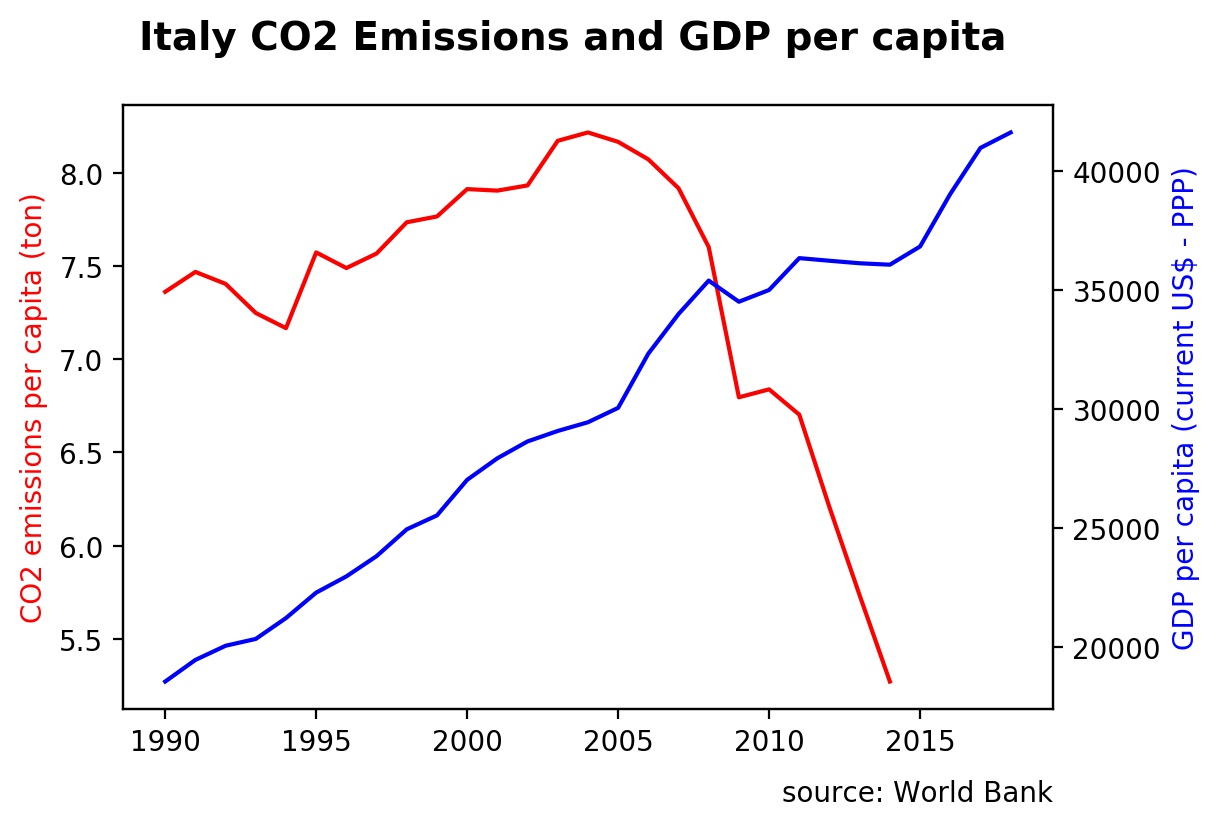 Italy CO2 Emissions and GDP per capita
CO2 emissions per capita (ton)
8.0
7.5
7.0
6.5
6.0
5.5
40000
35000
30000
25000
20000
GDP per capita (current US$ - PPP)
1990 1995 2000 2005 2010 2015
source: World Bank